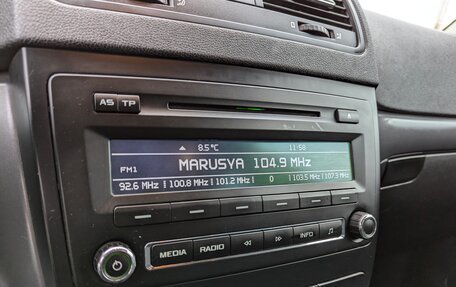 AS TP
8.5°C 11:58
FM1 MARUSYA 104.9 MHz
92.6 MHz | 100.8 MHz | 101.2 MHz | 0 | 103.5 MHz | 107.3 MHz
MEDIA RADIO INFO